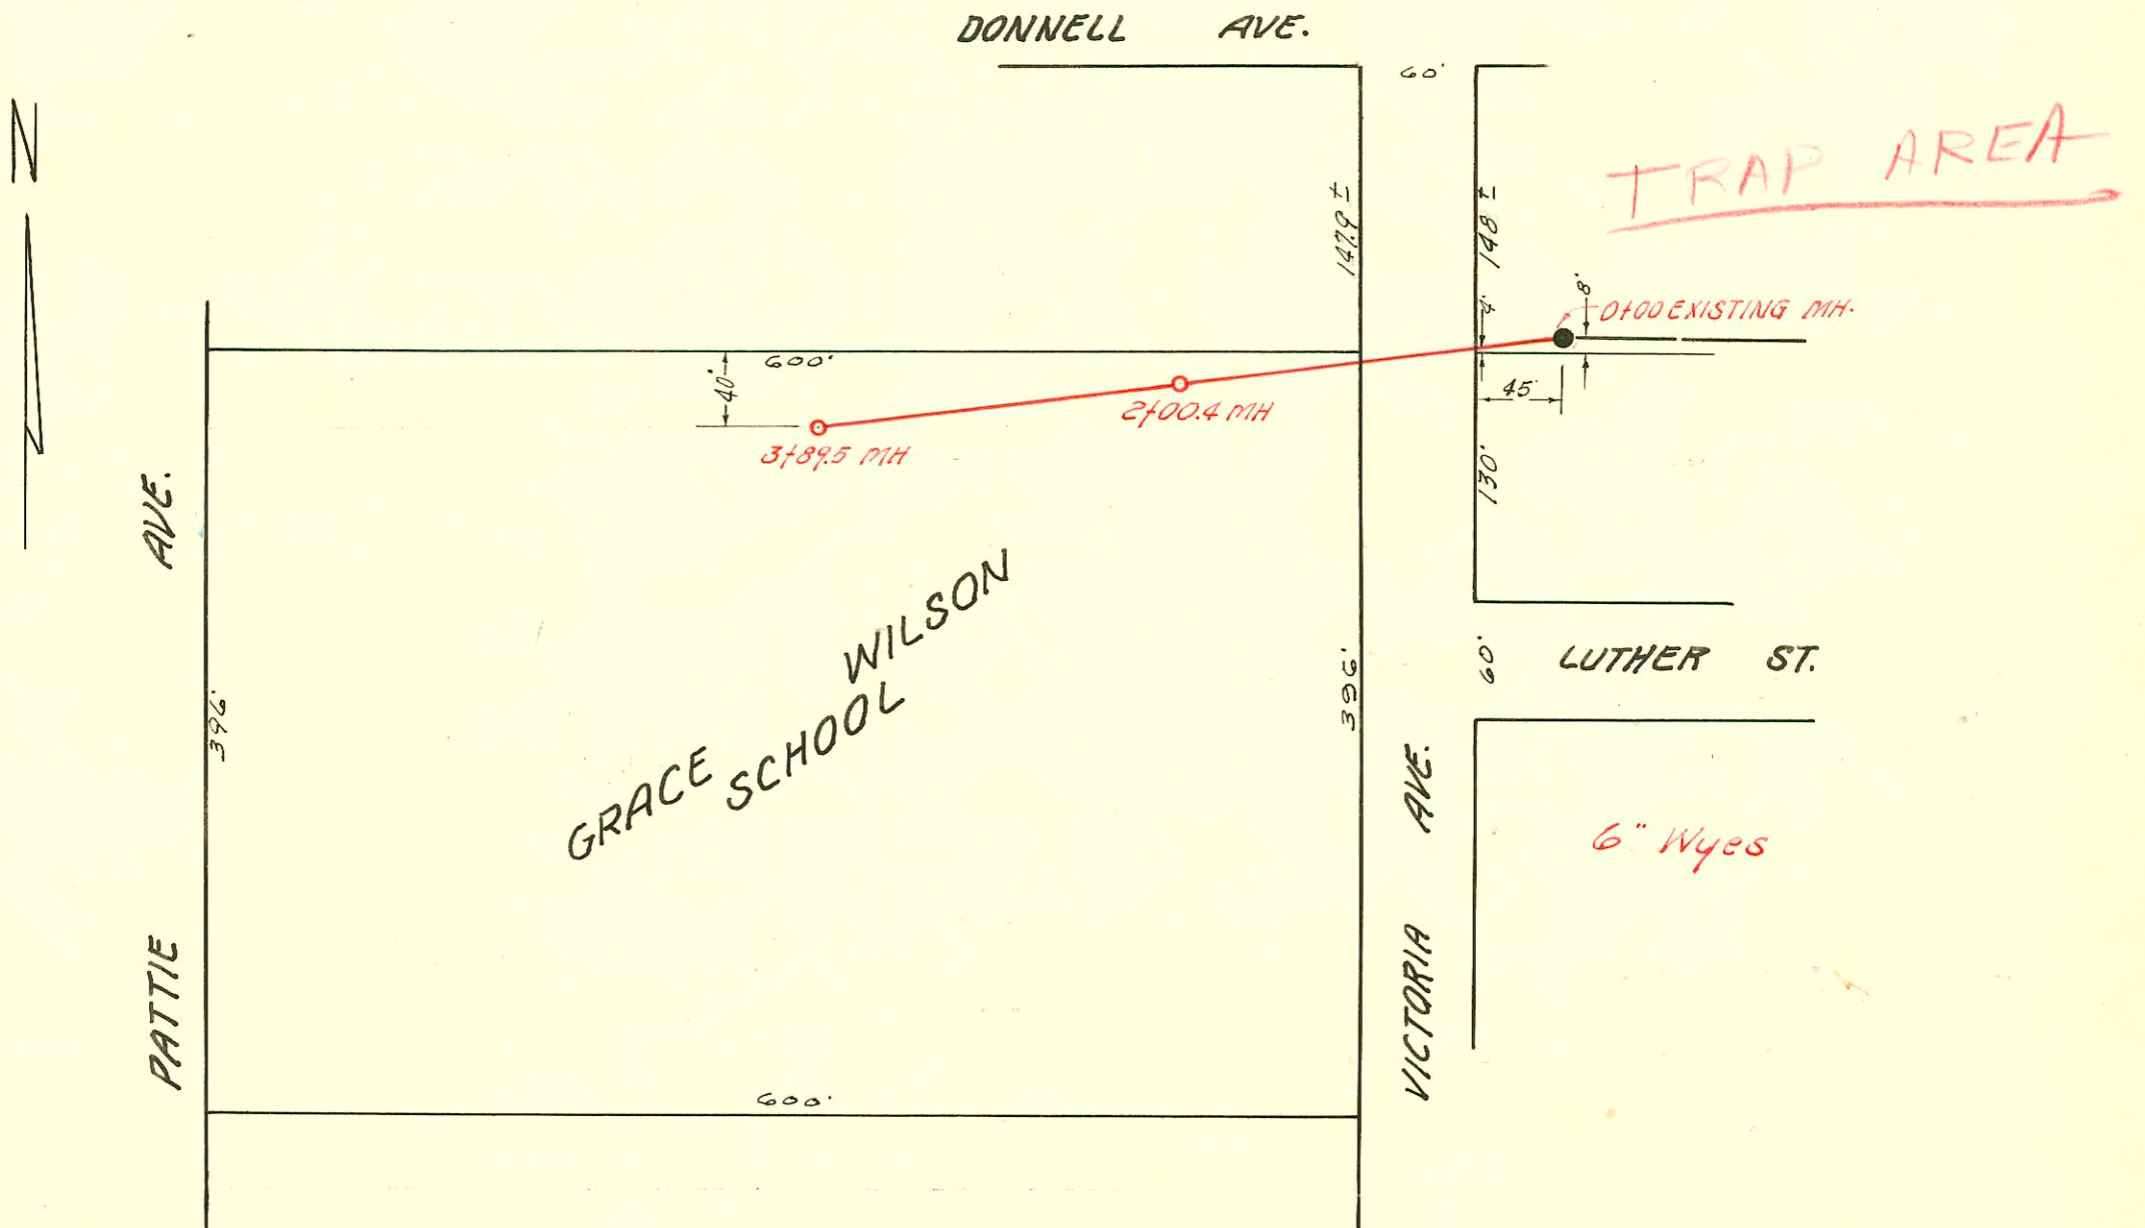 DONNELL AVE.
60'
N
TRAP AREA
147.9 ±
148 ±
4'
8'
0+00 EXISTING MH.
600'
40'
2+00.4 MH
45'
3+89.5 MH
130'
PATTIE AVE.
GRACE WILSON
SCHOOL
396'
396'
60'
LUTHER ST.
VICTORIA AVE.
6" Wyes
600'